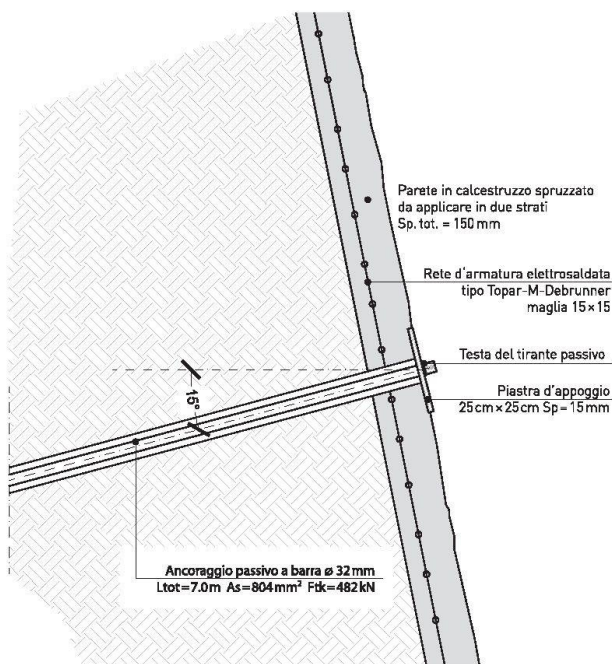 Parete in calcestruzzo spruzzato
da applicare in due strati
Sp. tot. = 150 mm
Rete d'armatura elettrosaldata
tipo Topar-M-Debrunner
maglia 15×15
Testa del tirante passivo
Piastra d'appoggio
25 cm×25 cm Sp = 15 mm
15°
Ancoraggio passivo a barra ø 32 mm
Ltot=7.0m As=804mm² Ftk=482kN